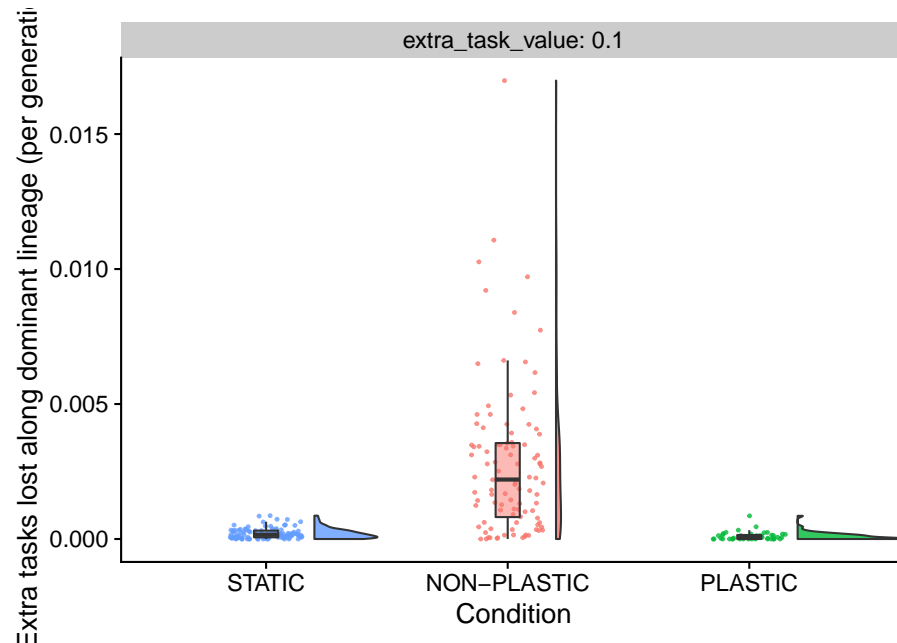 extra_task_value: 0.1
Extra tasks lost along dominant lineage (per
0.015
0.010
0.005
0.000
STATIC NON−PLASTIC PLASTIC
Condition